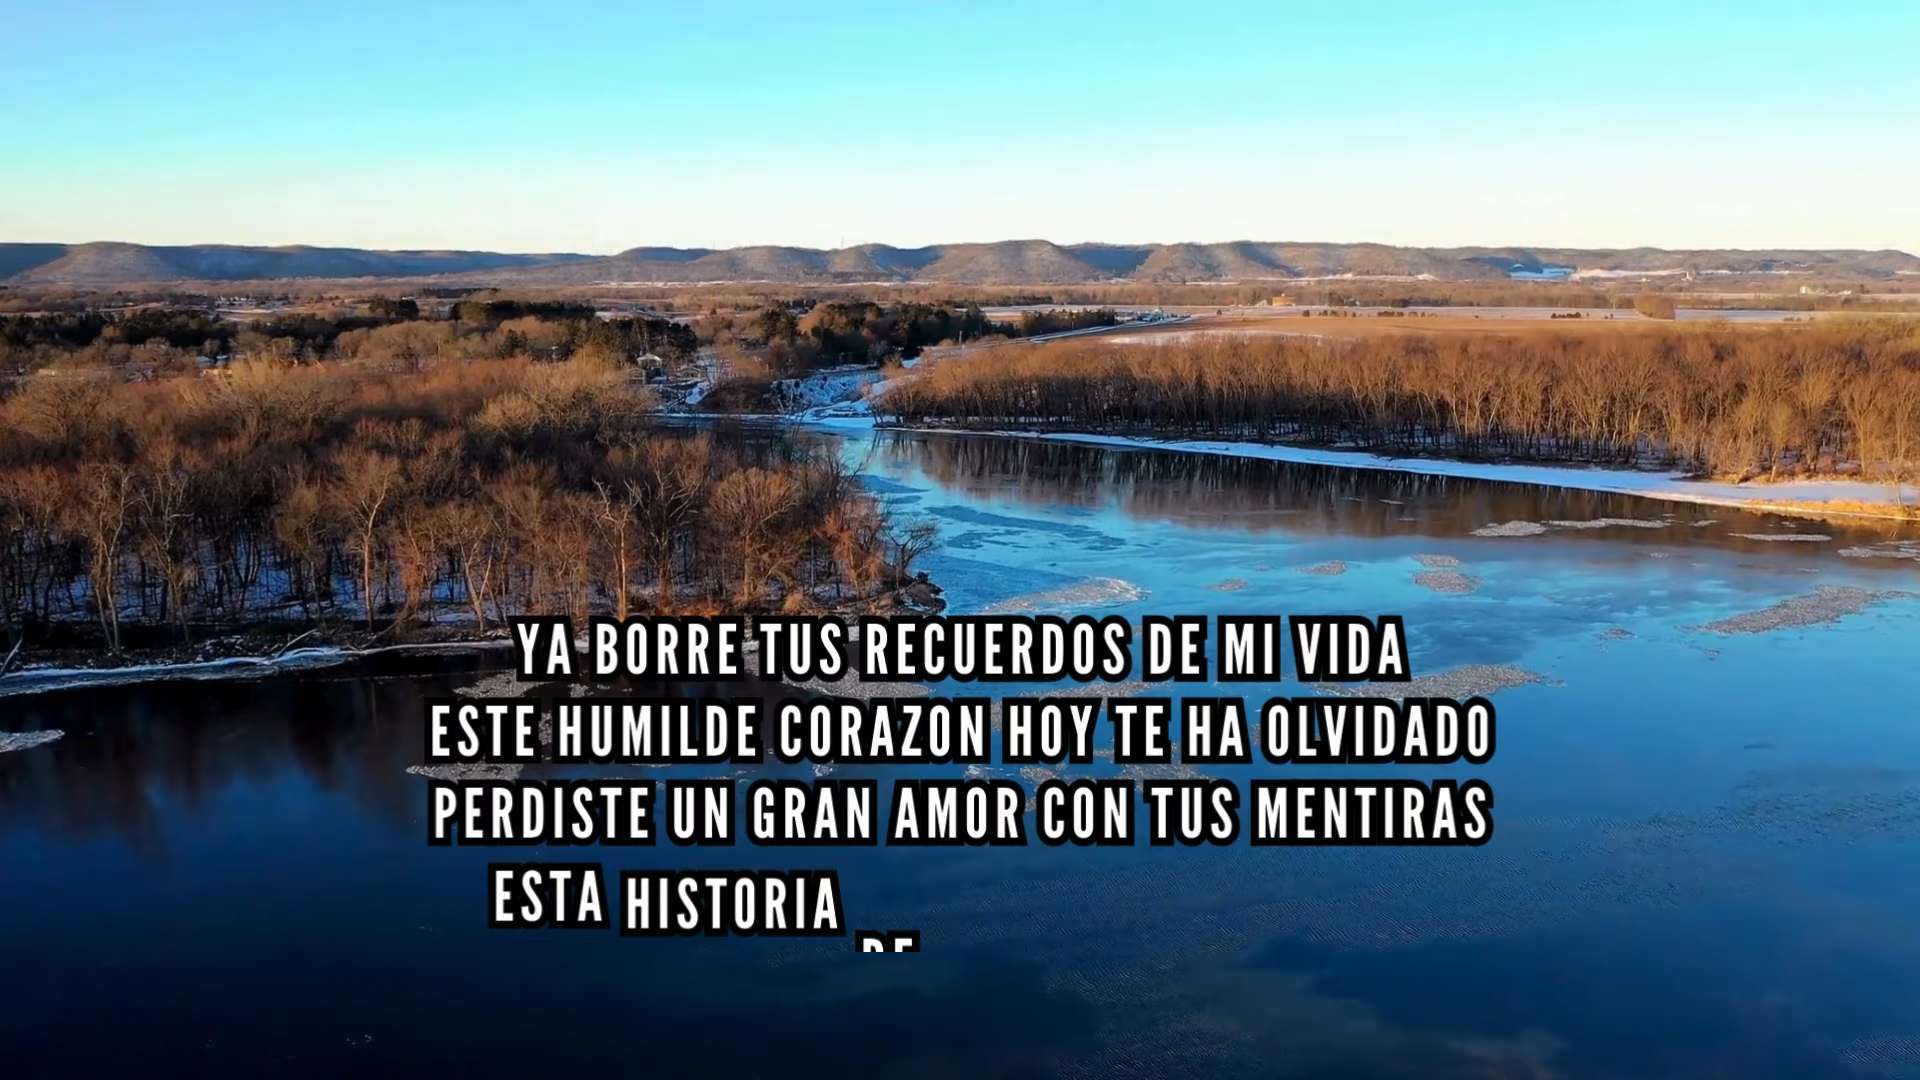 YA BORRE TUS RECUERDOS DE MI VIDA
ESTE HUMILDE CORAZON HOY TE HA OLVIDADO
PERDISTE UN GRAN AMOR CON TUS MENTIRAS
ESTA HISTORIA DE